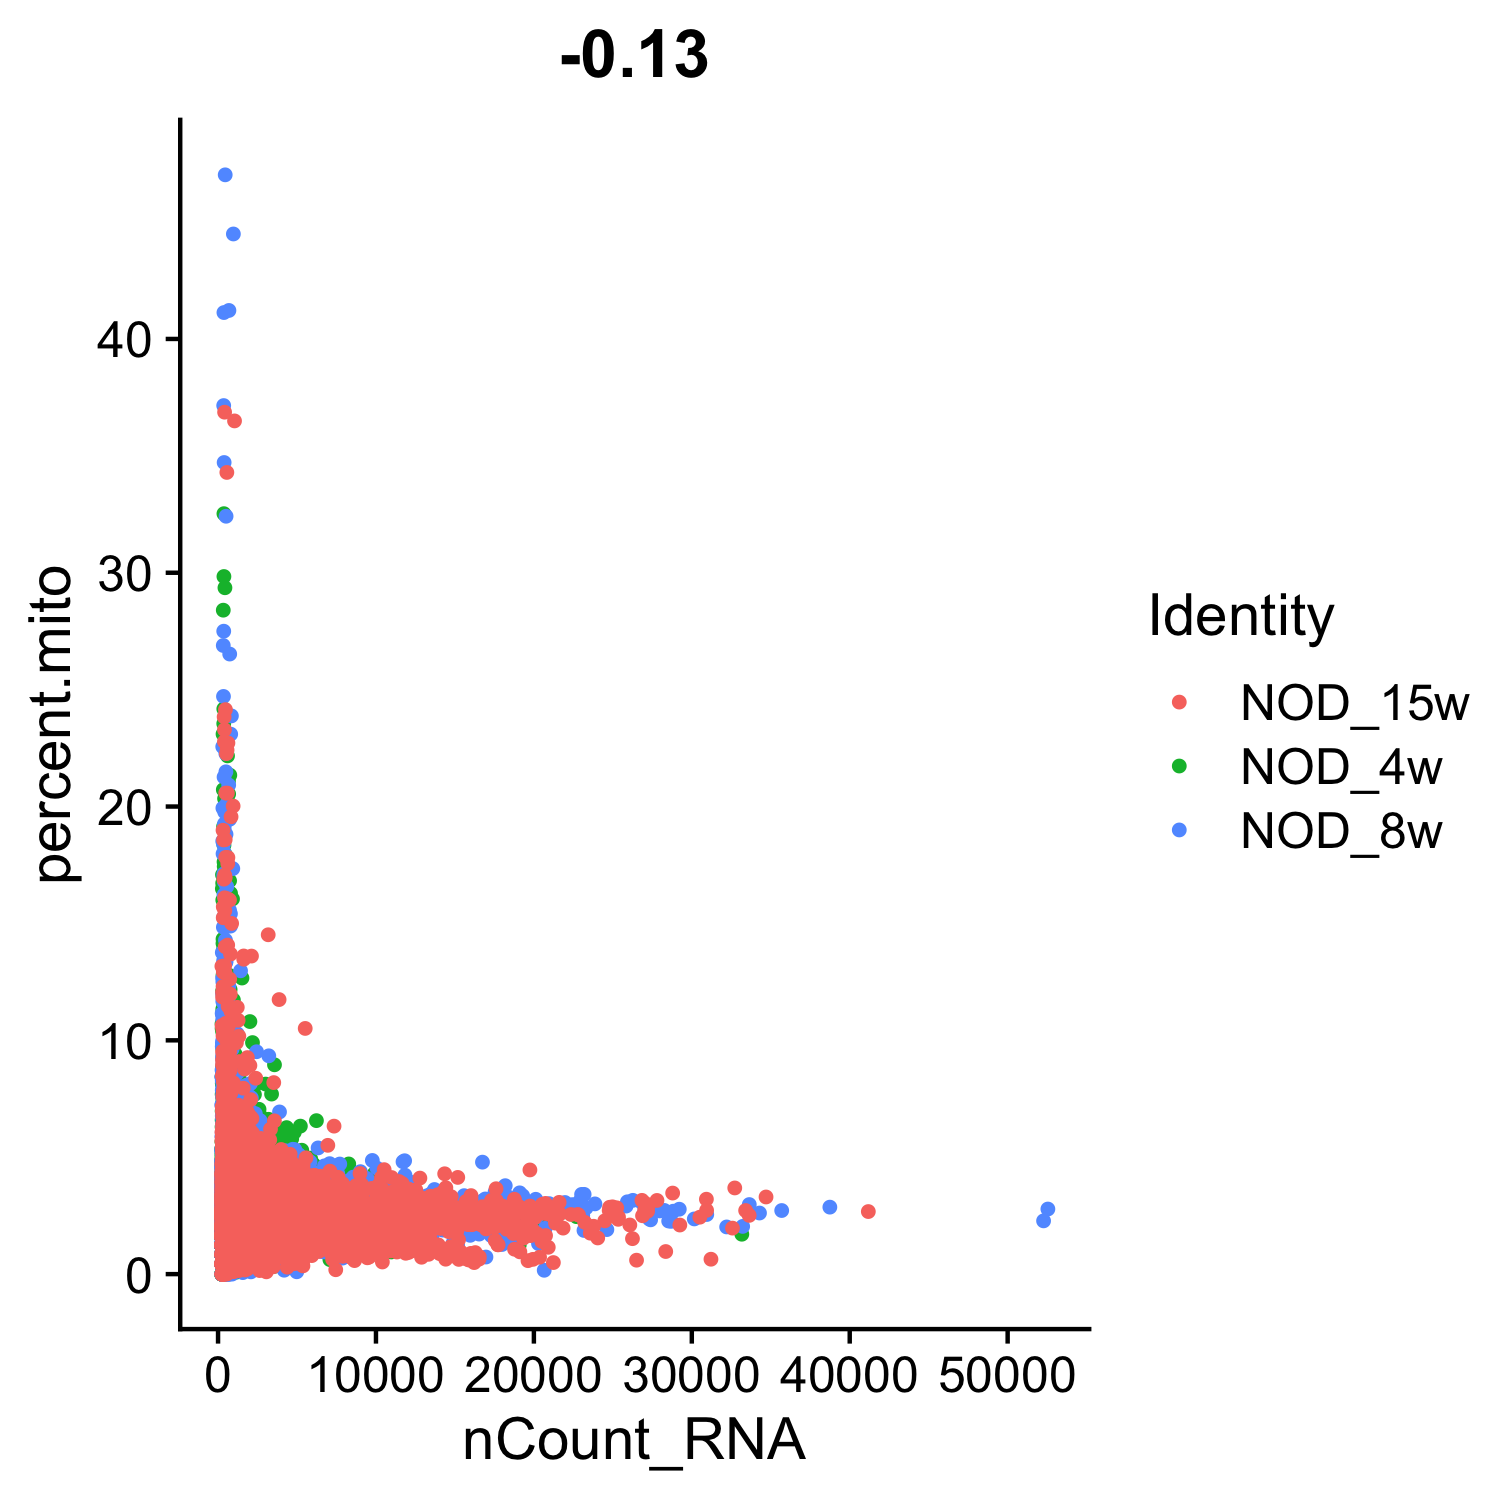 -0.13
percent.mito
40
30
20
10
0
0 10000 20000 30000 40000 50000
nCount_RNA
Identity
NOD_15w
NOD_4w
NOD_8w